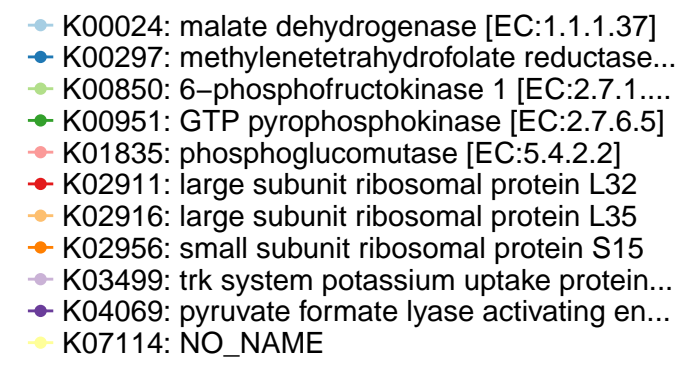 K00024: malate dehydrogenase [EC:1.1.1.37]
K00297: methylenetetrahydrofolate reductase...
K00850: 6−phosphofructokinase 1 [EC:2.7.1....
K00951: GTP pyrophosphokinase [EC:2.7.6.5]
K01835: phosphoglucomutase [EC:5.4.2.2]
K02911: large subunit ribosomal protein L32
K02916: large subunit ribosomal protein L35
K02956: small subunit ribosomal protein S15
K03499: trk system potassium uptake protein...
K04069: pyruvate formate lyase activating en...
K07114: NO_NAME